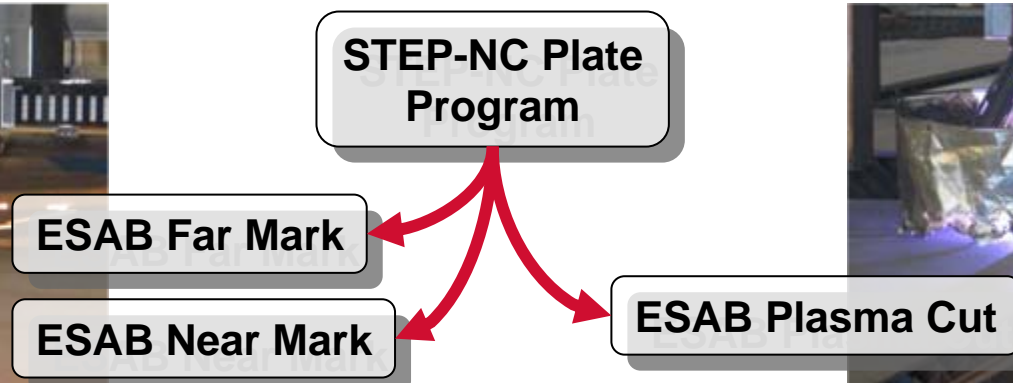 STEP-NC Plate
Program
ESAB Far Mark
ESAB Near Mark
ESAB Plasma Cut